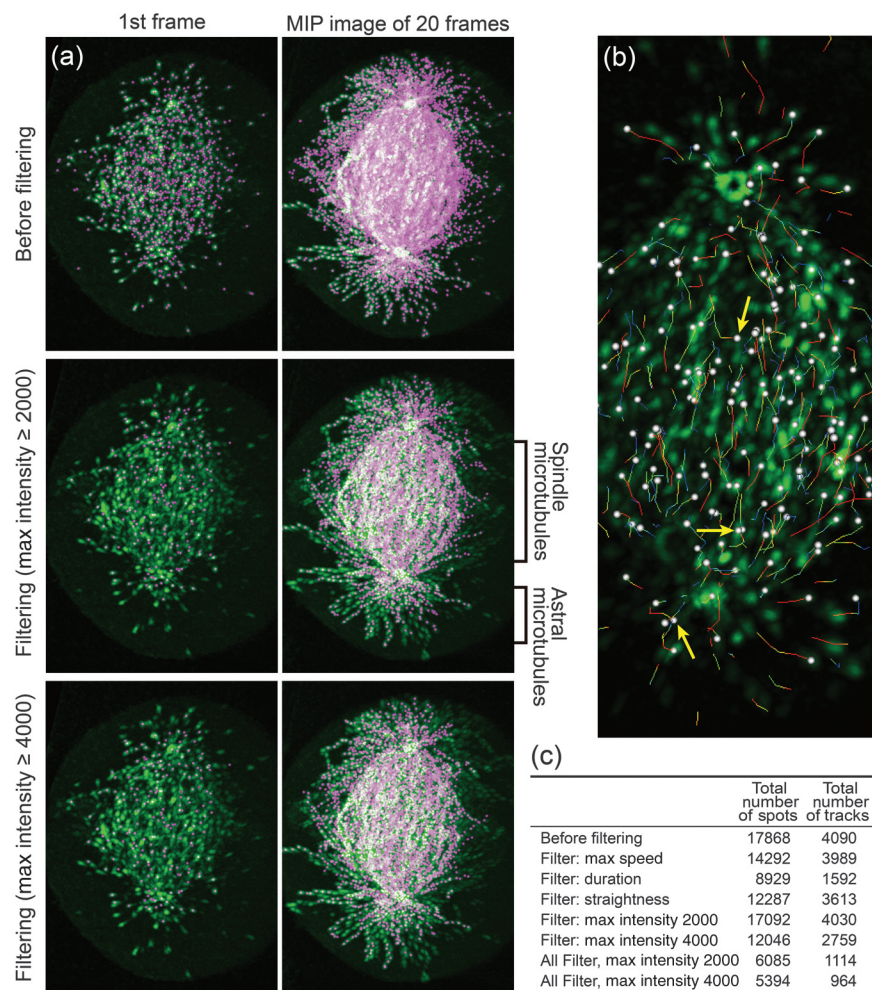 1st frame
MIP image of 20 frames
(a)
Before filtering
Filtering (max intensity ≥ 2000)
Filtering (max intensity ≥ 4000)
Spindle
microtubules
Astral
microtubules
(b)
(c)
Total number of spots Total number of tracks
Before filtering 17868 4090
Filter: max speed 14292 3989
Filter: duration 8929 1592
Filter: straightness 12287 3613
Filter: max intensity 2000 17092 4030
Filter: max intensity 4000 12046 2759
All Filter, max intensity 2000 6085 1114
All Filter, max intensity 4000 5394 964